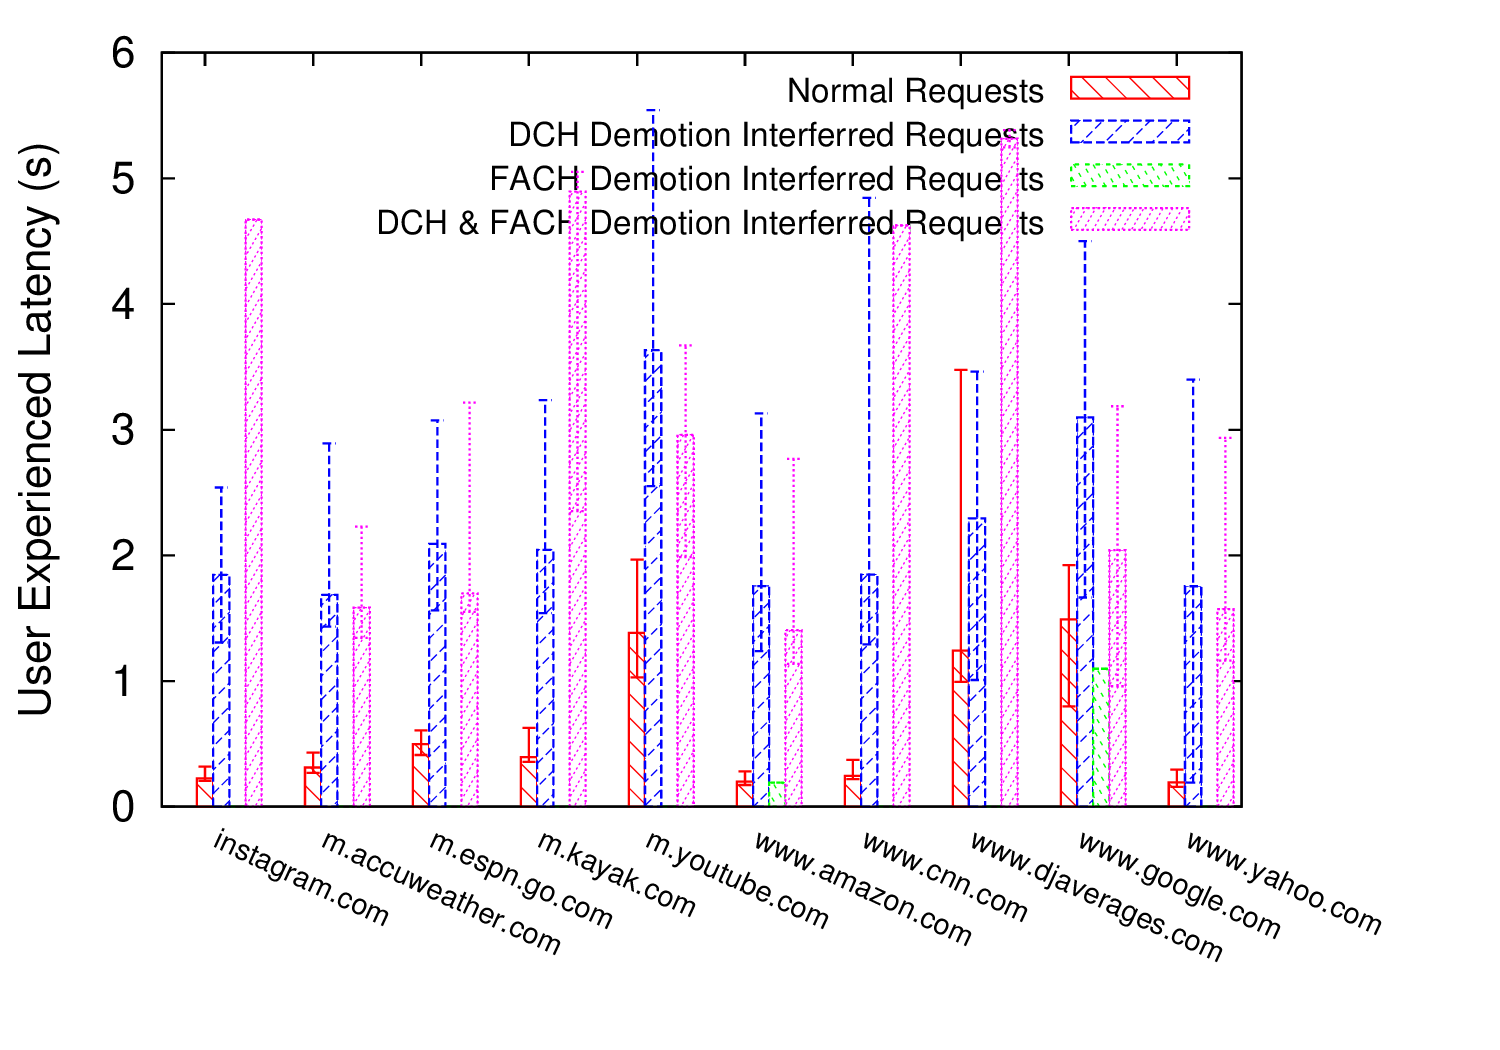 6
5
4
3
2
1
0
User Experienced Latency (s)
Normal Requests
DCH Demotion Interferred Requests
FACH Demotion Interferred Requests
DCH & FACH Demotion Interferred Requests
instagram.com
m.accuweather.com
m.espn.go.com
m.kayak.com
m.youtube.com
www.amazon.com
www.cnn.com
www.djaverages.com
www.google.com
www.yahoo.com